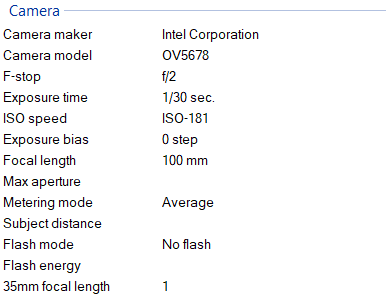 Camera
Camera maker Intel Corporation
Camera model OV5678
F-stop f/2
Exposure time 1/30 sec.
ISO speed ISO-181
Exposure bias 0 step
Focal length 100 mm
Max aperture
Metering mode Average
Subject distance
Flash mode No flash
Flash energy
35mm focal length 1